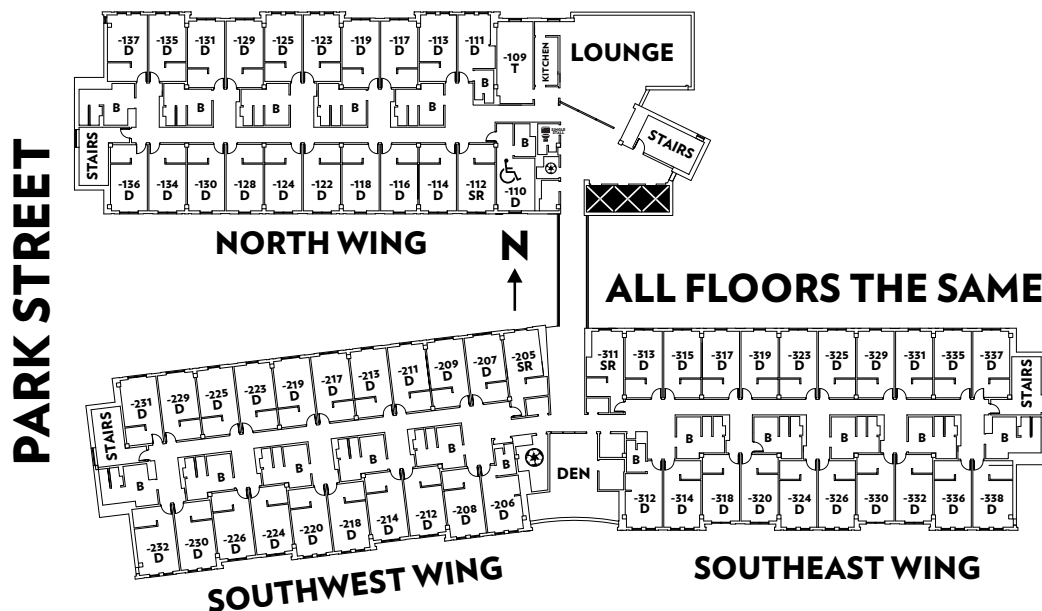 -137
D
-135
D
-131
D
-129
D
-125
D
-123
D
-119
D
-117
D
-113
D
-111
D
-109
T
KITCHEN
LOUNGE
B
B
B
B
B
B
B
STAIRS
STAIRS
-136
D
-134
D
-130
D
-128
D
-124
D
-122
D
-118
D
-116
D
-114
D
-112
SR
-110
D
NORTH WING
N
PARK STREET
ALL FLOORS THE SAME
-231
D
-229
D
-225
D
-223
D
-219
D
-217
D
-213
D
-211
D
-209
D
-207
D
-205
SR
STAIRS
B
B
B
B
B
B
-232
D
-230
D
-226
D
-224
D
-220
D
-218
D
-214
D
-212
D
-208
D
-206
D
SOUTHWEST WING
DEN
-311
SR
-313
D
-315
D
-317
D
-319
D
-323
D
-325
D
-329
D
-331
D
-335
D
-337
D
STAIRS
B
B
B
B
B
B
-312
D
-314
D
-318
D
-320
D
-324
D
-326
D
-330
D
-332
D
-336
D
-338
D
SOUTHEAST WING